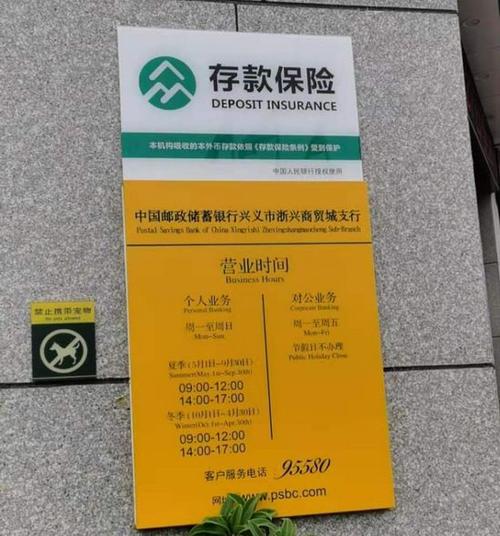 存款保险
DEPOSIT INSURANCE
本机构吸收的本外币存款依照《存款保险条例》受到保护
中国人民银行授权使用
中国邮政储蓄银行兴义市浙兴商贸城支行
Postal Savings Bank of China Xingyishi Zhexingshangmaocheng Sub-Branch
营业时间
Business Hours
个人业务
Personal Banking
周一至周日
Mon-Sun
夏季(5月1日~9月30日)
Summer(May.1st-Sep.30th)
09:00-12:00
14:00-17:00
冬季(10月1日~4月30日)
Winter(Oct.1st-Apr.30th)
09:00-12:00
14:00-17:00
对公业务
Corporate Banking
周一至周五
Mon-Fri
节假日不办理
Public Holiday Close
客户服务电话 95580
网址 www.psbc.com
禁止携带宠物
No pets allowed